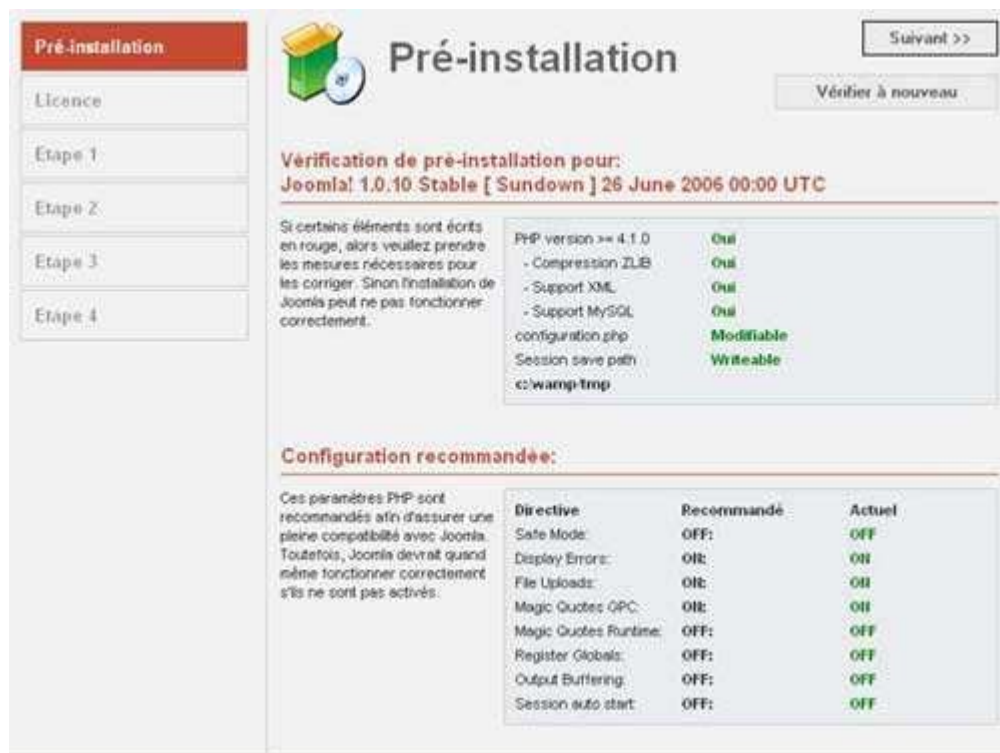 Pré-installation
Licence
Etape 1
Etape 2
Etape 3
Etape 4
Pré-installation
Suivant >>
Vérifier à nouveau
Vérification de pré-installation pour:
Joomla! 1.0.10 Stable [ Sundown ] 26 June 2006 00:00 UTC
Si certains éléments sont écrits
en rouge, alors veuillez prendre
les mesures nécessaires pour
les corriger. Sinon l'installation de
Joomla peut ne pas fonctionner
correctement.
PHP version >= 4.1.0 Oui
- Compression ZLIB Oui
- Support XML Oui
- Support MySQL Oui
configuration.php Modifiable
Session save path Writeable
c:/wamp/tmp
Configuration recommandée:
Ces paramètres PHP sont
recommandés afin d'assurer une
pleine compatibilité avec Joomla.
Toutefois, Joomla devrait quand
même fonctionner correctement
s'ils ne sont pas activés.
Directive Recommandé Actuel
Safe Mode: OFF: OFF
Display Errors: ON: ON
File Uploads: ON: ON
Magic Quotes GPC: ON: ON
Magic Quotes Runtime: OFF: OFF
Register Globals: OFF: OFF
Output Buffering: OFF: OFF
Session auto start: OFF: OFF